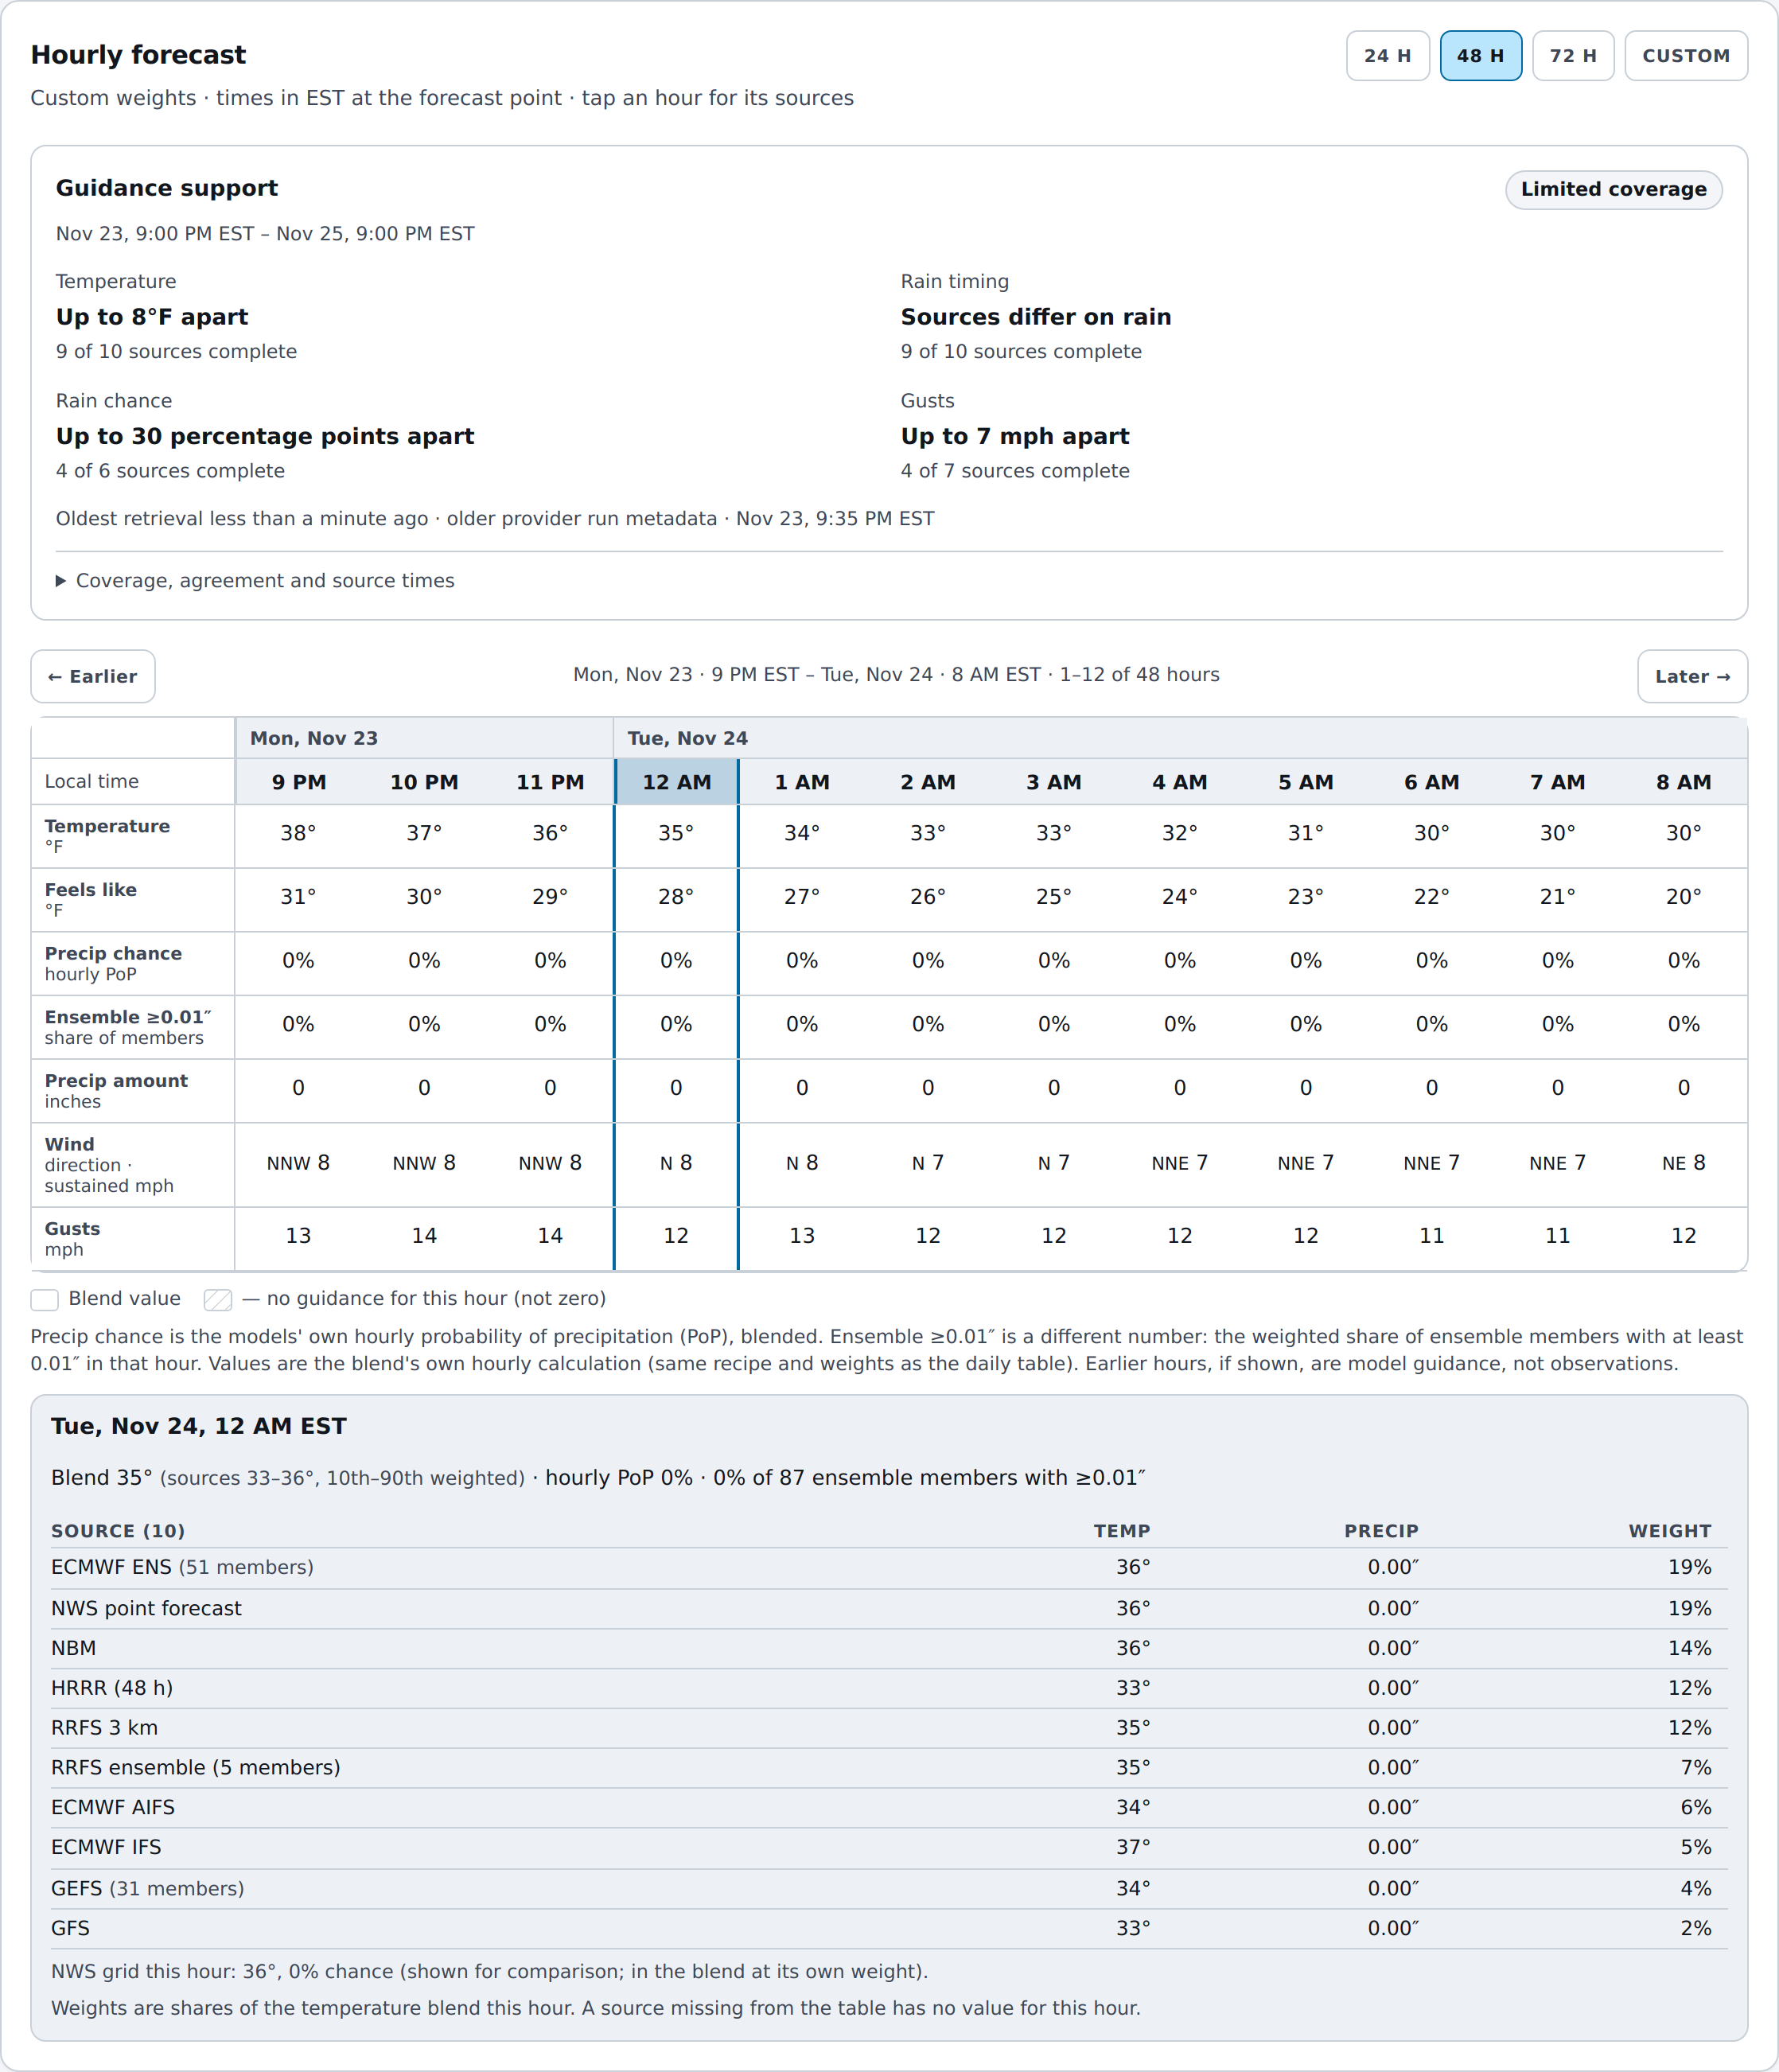 Hourly forecast
24 H
48 H
72 H
CUSTOM
Custom weights · times in EST at the forecast point · tap an hour for its sources
Guidance support
Limited coverage
Nov 23, 9:00 PM EST – Nov 25, 9:00 PM EST
Temperature
Up to 8°F apart
9 of 10 sources complete
Rain timing
Sources differ on rain
9 of 10 sources complete
Rain chance
Up to 30 percentage points apart
4 of 6 sources complete
Gusts
Up to 7 mph apart
4 of 7 sources complete
Oldest retrieval less than a minute ago · older provider run metadata · Nov 23, 9:35 PM EST
▶ Coverage, agreement and source times
← Earlier
Mon, Nov 23 · 9 PM EST – Tue, Nov 24 · 8 AM EST · 1–12 of 48 hours
Later →
Mon, Nov 23 Tue, Nov 24
Local time 9 PM 10 PM 11 PM 12 AM 1 AM 2 AM 3 AM 4 AM 5 AM 6 AM 7 AM 8 AM
Temperature
°F
38° 37° 36° 35° 34° 33° 33° 32° 31° 30° 30° 30°
Feels like
°F
31° 30° 29° 28° 27° 26° 25° 24° 23° 22° 21° 20°
Precip chance
hourly PoP
0% 0% 0% 0% 0% 0% 0% 0% 0% 0% 0% 0%
Ensemble ≥0.01″
share of members
0% 0% 0% 0% 0% 0% 0% 0% 0% 0% 0% 0%
Precip amount
inches
0 0 0 0 0 0 0 0 0 0 0 0
Wind
direction ·
sustained mph
NNW 8 NNW 8 NNW 8 N 8 N 8 N 7 N 7 NNE 7 NNE 7 NNE 7 NNE 7 NE 8
Gusts
mph
13 14 14 12 13 12 12 12 12 11 11 12
Blend value
— no guidance for this hour (not zero)
Precip chance is the models' own hourly probability of precipitation (PoP), blended. Ensemble ≥0.01″ is a different number: the weighted share of ensemble members with at least
0.01″ in that hour. Values are the blend's own hourly calculation (same recipe and weights as the daily table). Earlier hours, if shown, are model guidance, not observations.
Tue, Nov 24, 12 AM EST
Blend 35° (sources 33–36°, 10th–90th weighted) · hourly PoP 0% · 0% of 87 ensemble members with ≥0.01″
SOURCE (10) TEMP PRECIP WEIGHT
ECMWF ENS (51 members) 36° 0.00″ 19%
NWS point forecast 36° 0.00″ 19%
NBM 36° 0.00″ 14%
HRRR (48 h) 33° 0.00″ 12%
RRFS 3 km 35° 0.00″ 12%
RRFS ensemble (5 members) 35° 0.00″ 7%
ECMWF AIFS 34° 0.00″ 6%
ECMWF IFS 37° 0.00″ 5%
GEFS (31 members) 34° 0.00″ 4%
GFS 33° 0.00″ 2%
NWS grid this hour: 36°, 0% chance (shown for comparison; in the blend at its own weight).
Weights are shares of the temperature blend this hour. A source missing from the table has no value for this hour.